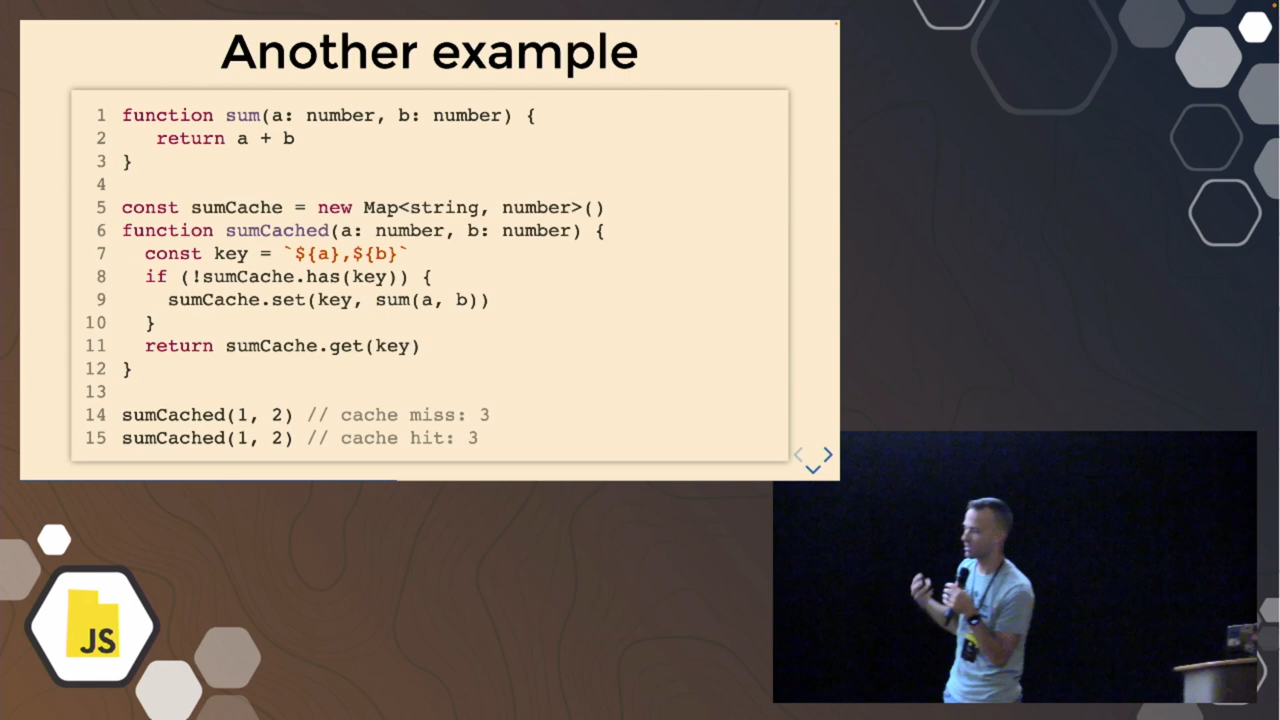 Another example
1 function sum(a: number, b: number) {
2    return a + b
3 }
4
5 const sumCache = new Map<string, number>()
6 function sumCached(a: number, b: number) {
7   const key = `${a},${b}`
8   if (!sumCache.has(key)) {
9     sumCache.set(key, sum(a, b))
10   }
11   return sumCache.get(key)
12 }
13
14 sumCached(1, 2) // cache miss: 3
15 sumCached(1, 2) // cache hit: 3
JS